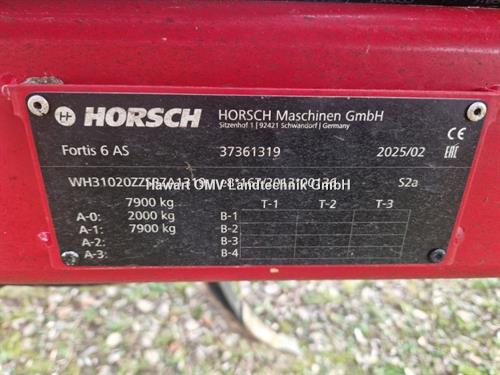 HORSCH
HORSCH Maschinen GmbH
Sitzenhof 1 | 92421 Schwandorf | Germany
Fortis 6 AS 37361319 2025/02
CE EAC
Hawart OMV Landtechnik GmbH
S2a
7900 kg T-1 T-2 T-3
A-0: 2000 kg B-1
A-1: 7900 kg B-2
A-2: B-3
A-3: B-4